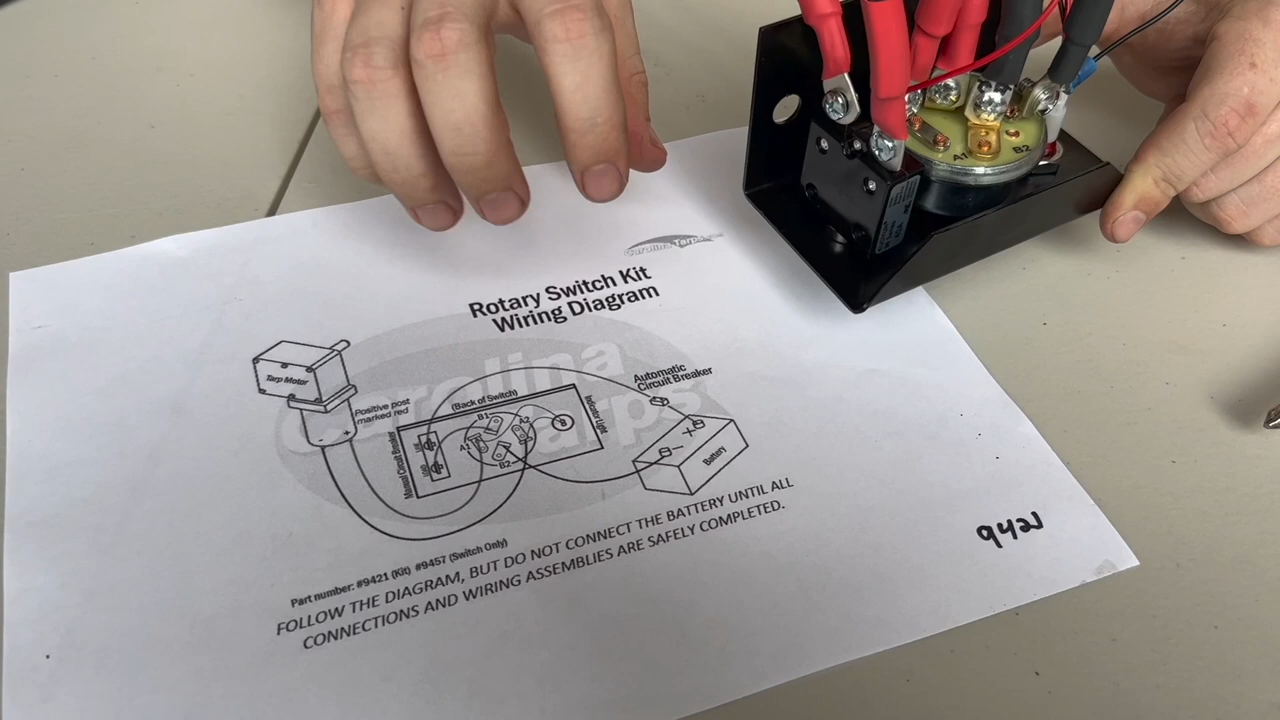 Carolina Tarps.com
Rotary Switch Kit
Wiring Diagram
Carolina
Tarps
Tarp Motor
Positive post
marked red
(Back of Switch)
Automatic
Circuit Breaker
Indicator Light
Manual Circuit Breaker
LINE
LOAD
B1
A2
A1
B2
+
-
Battery
Part number: #9421 (Kit) #9457 (Switch Only)
FOLLOW THE DIAGRAM, BUT DO NOT CONNECT THE BATTERY UNTIL ALL
CONNECTIONS AND WIRING ASSEMBLIES ARE SAFELY COMPLETED.
9421
A1
B2